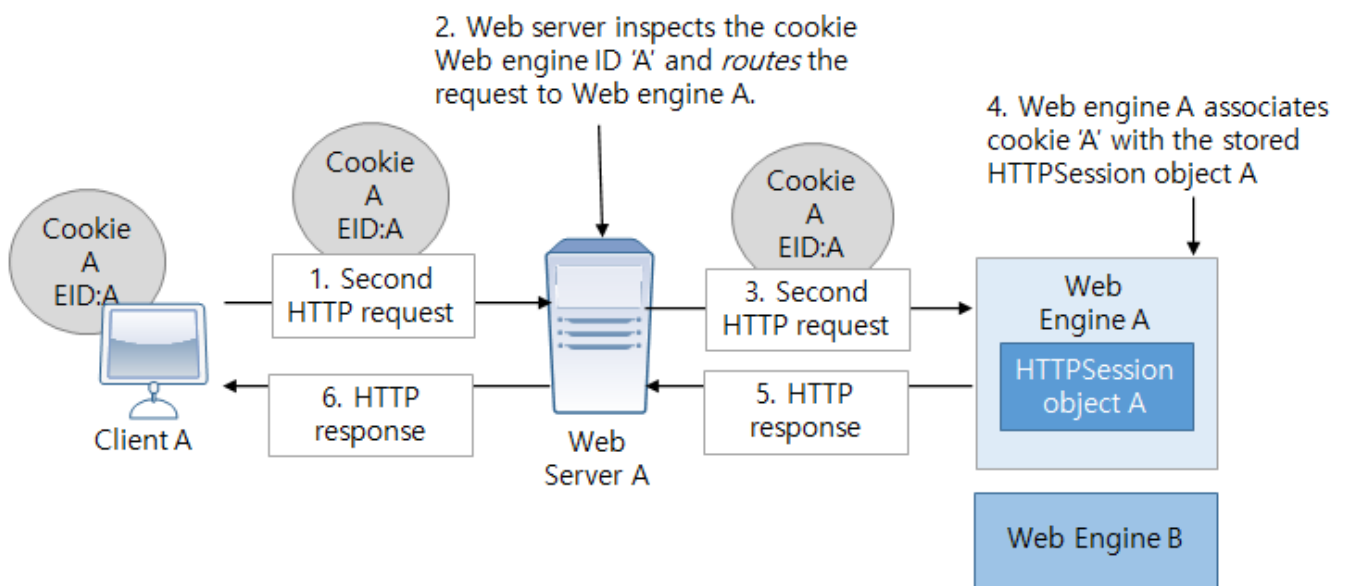 2. Web server inspects the cookie
Web engine ID 'A' and routes the
request to Web engine A.
4. Web engine A associates
cookie 'A' with the stored
HTTPSession object A
Cookie
A
EID:A
Cookie
A
EID:A
Cookie
A
EID:A
1. Second
HTTP request
3. Second
HTTP request
Web
Engine A
HTTPSession
object A
6. HTTP
response
5. HTTP
response
Client A
Web
Server A
Web Engine B